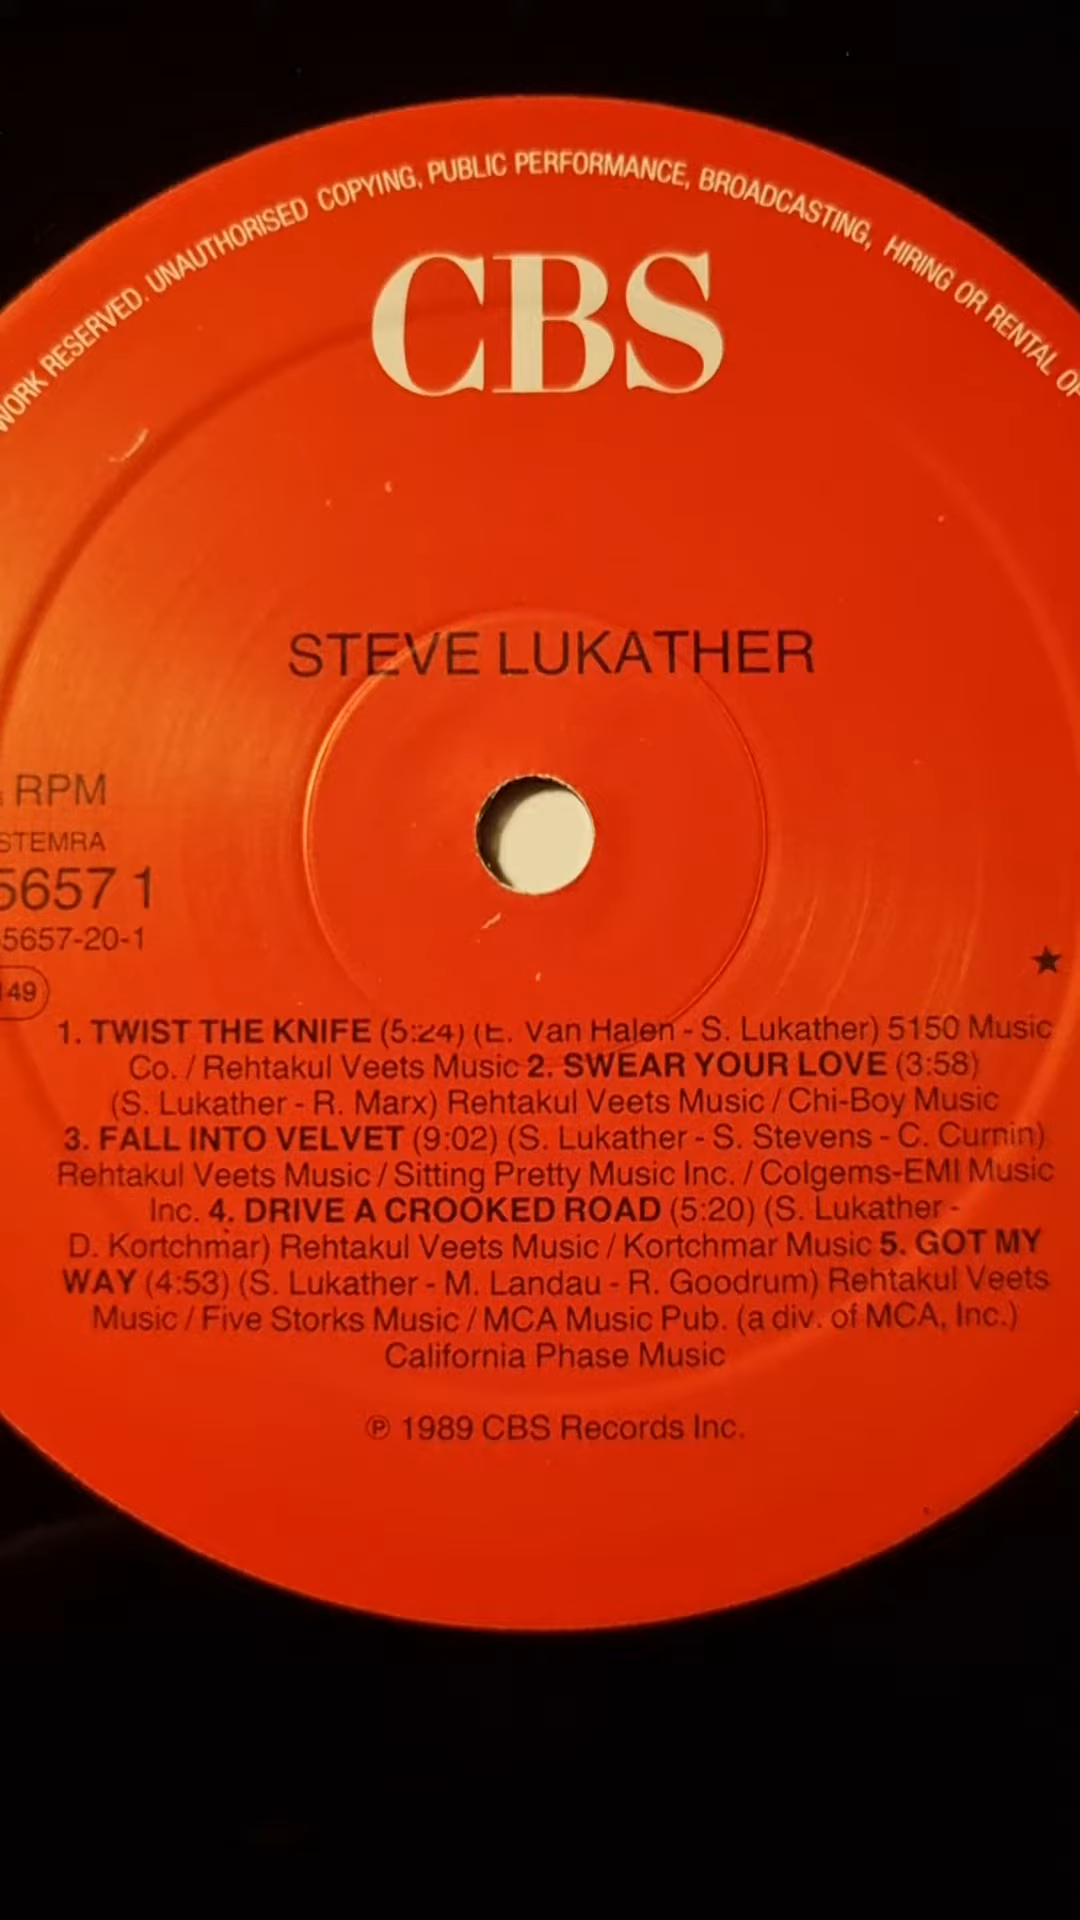 WORK RESERVED. UNAUTHORISED COPYING, PUBLIC PERFORMANCE, BROADCASTING, HIRING OR RENTAL OF
CBS
STEVE LUKATHER
RPM
STEMRA
5657 1
5657-20-1
149
1. TWIST THE KNIFE (5:24) (E. Van Halen - S. Lukather) 5150 Music
Co. / Rehtakul Veets Music 2. SWEAR YOUR LOVE (3:58)
(S. Lukather - R. Marx) Rehtakul Veets Music / Chi-Boy Music
3. FALL INTO VELVET (9:02) (S. Lukather - S. Stevens - C. Curnin)
Rehtakul Veets Music / Sitting Pretty Music Inc. / Colgems-EMI Music
Inc. 4. DRIVE A CROOKED ROAD (5:20) (S. Lukather -
D. Kortchmar) Rehtakul Veets Music / Kortchmar Music 5. GOT MY
WAY (4:53) (S. Lukather - M. Landau - R. Goodrum) Rehtakul Veets
Music / Five Storks Music / MCA Music Pub. (a div. of MCA, Inc.)
California Phase Music
℗ 1989 CBS Records Inc.